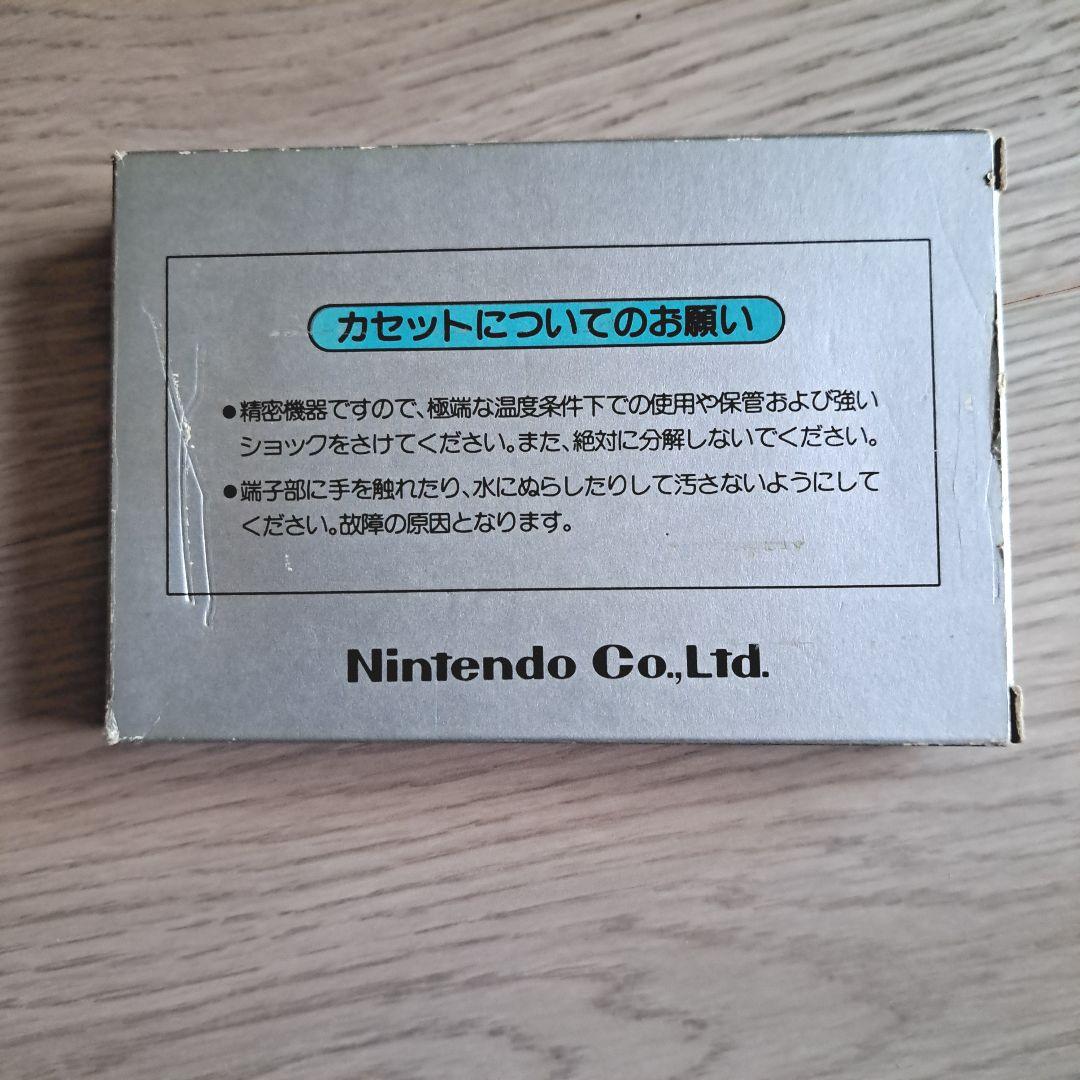 カセットについてのお願い
●精密機器ですので、極端な温度条件下での使用や保管および強い
ショックをさけてください。また、絶対に分解しないでください。
●端子部に手を触れたり、水にぬらしたりして汚さないようにして
ください。故障の原因となります。
Nintendo Co.,Ltd.